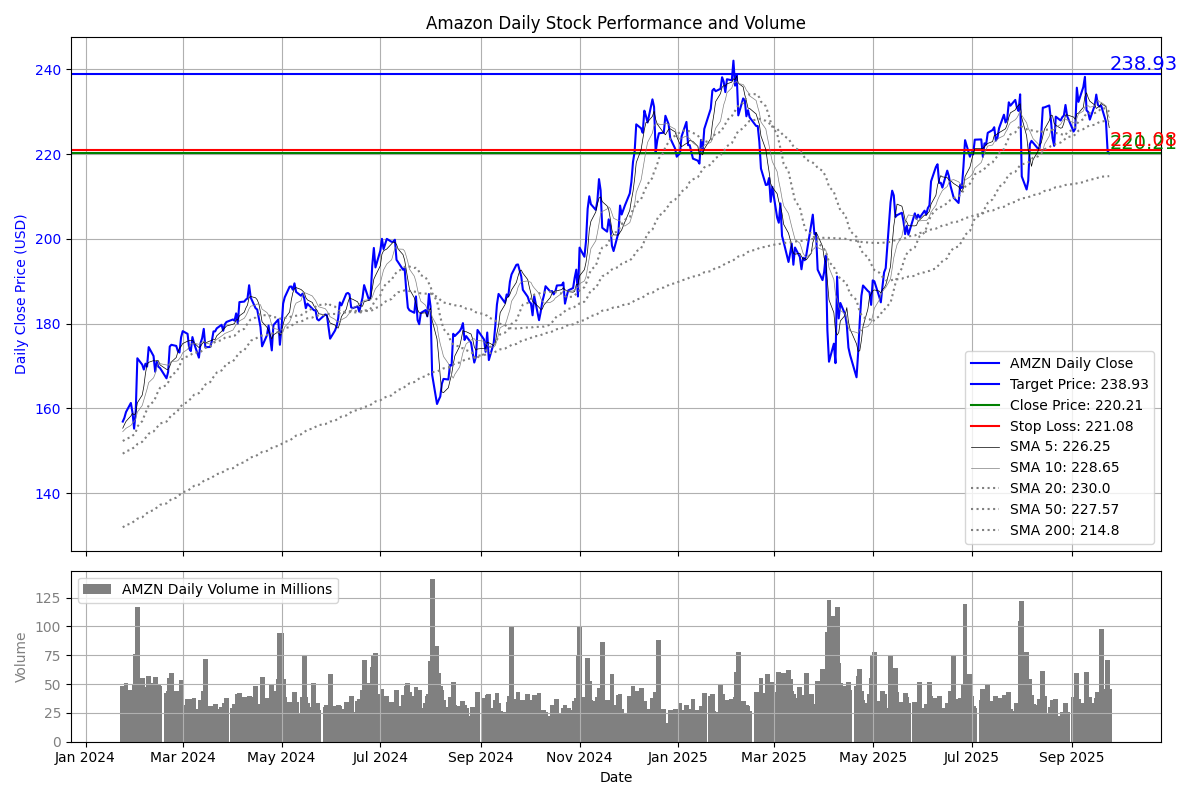 Amazon Daily Stock Performance and Volume
Daily Close Price (USD)
240
220
200
180
160
140
238.93
221.08
220.21
AMZN Daily Close
Target Price: 238.93
Close Price: 220.21
Stop Loss: 221.08
SMA 5: 226.25
SMA 10: 228.65
SMA 20: 230.0
SMA 50: 227.57
SMA 200: 214.8
AMZN Daily Volume in Millions
Volume
125
100
75
50
25
0
Jan 2024 Mar 2024 May 2024 Jul 2024 Sep 2024 Nov 2024 Jan 2025 Mar 2025 May 2025 Jul 2025 Sep 2025
Date